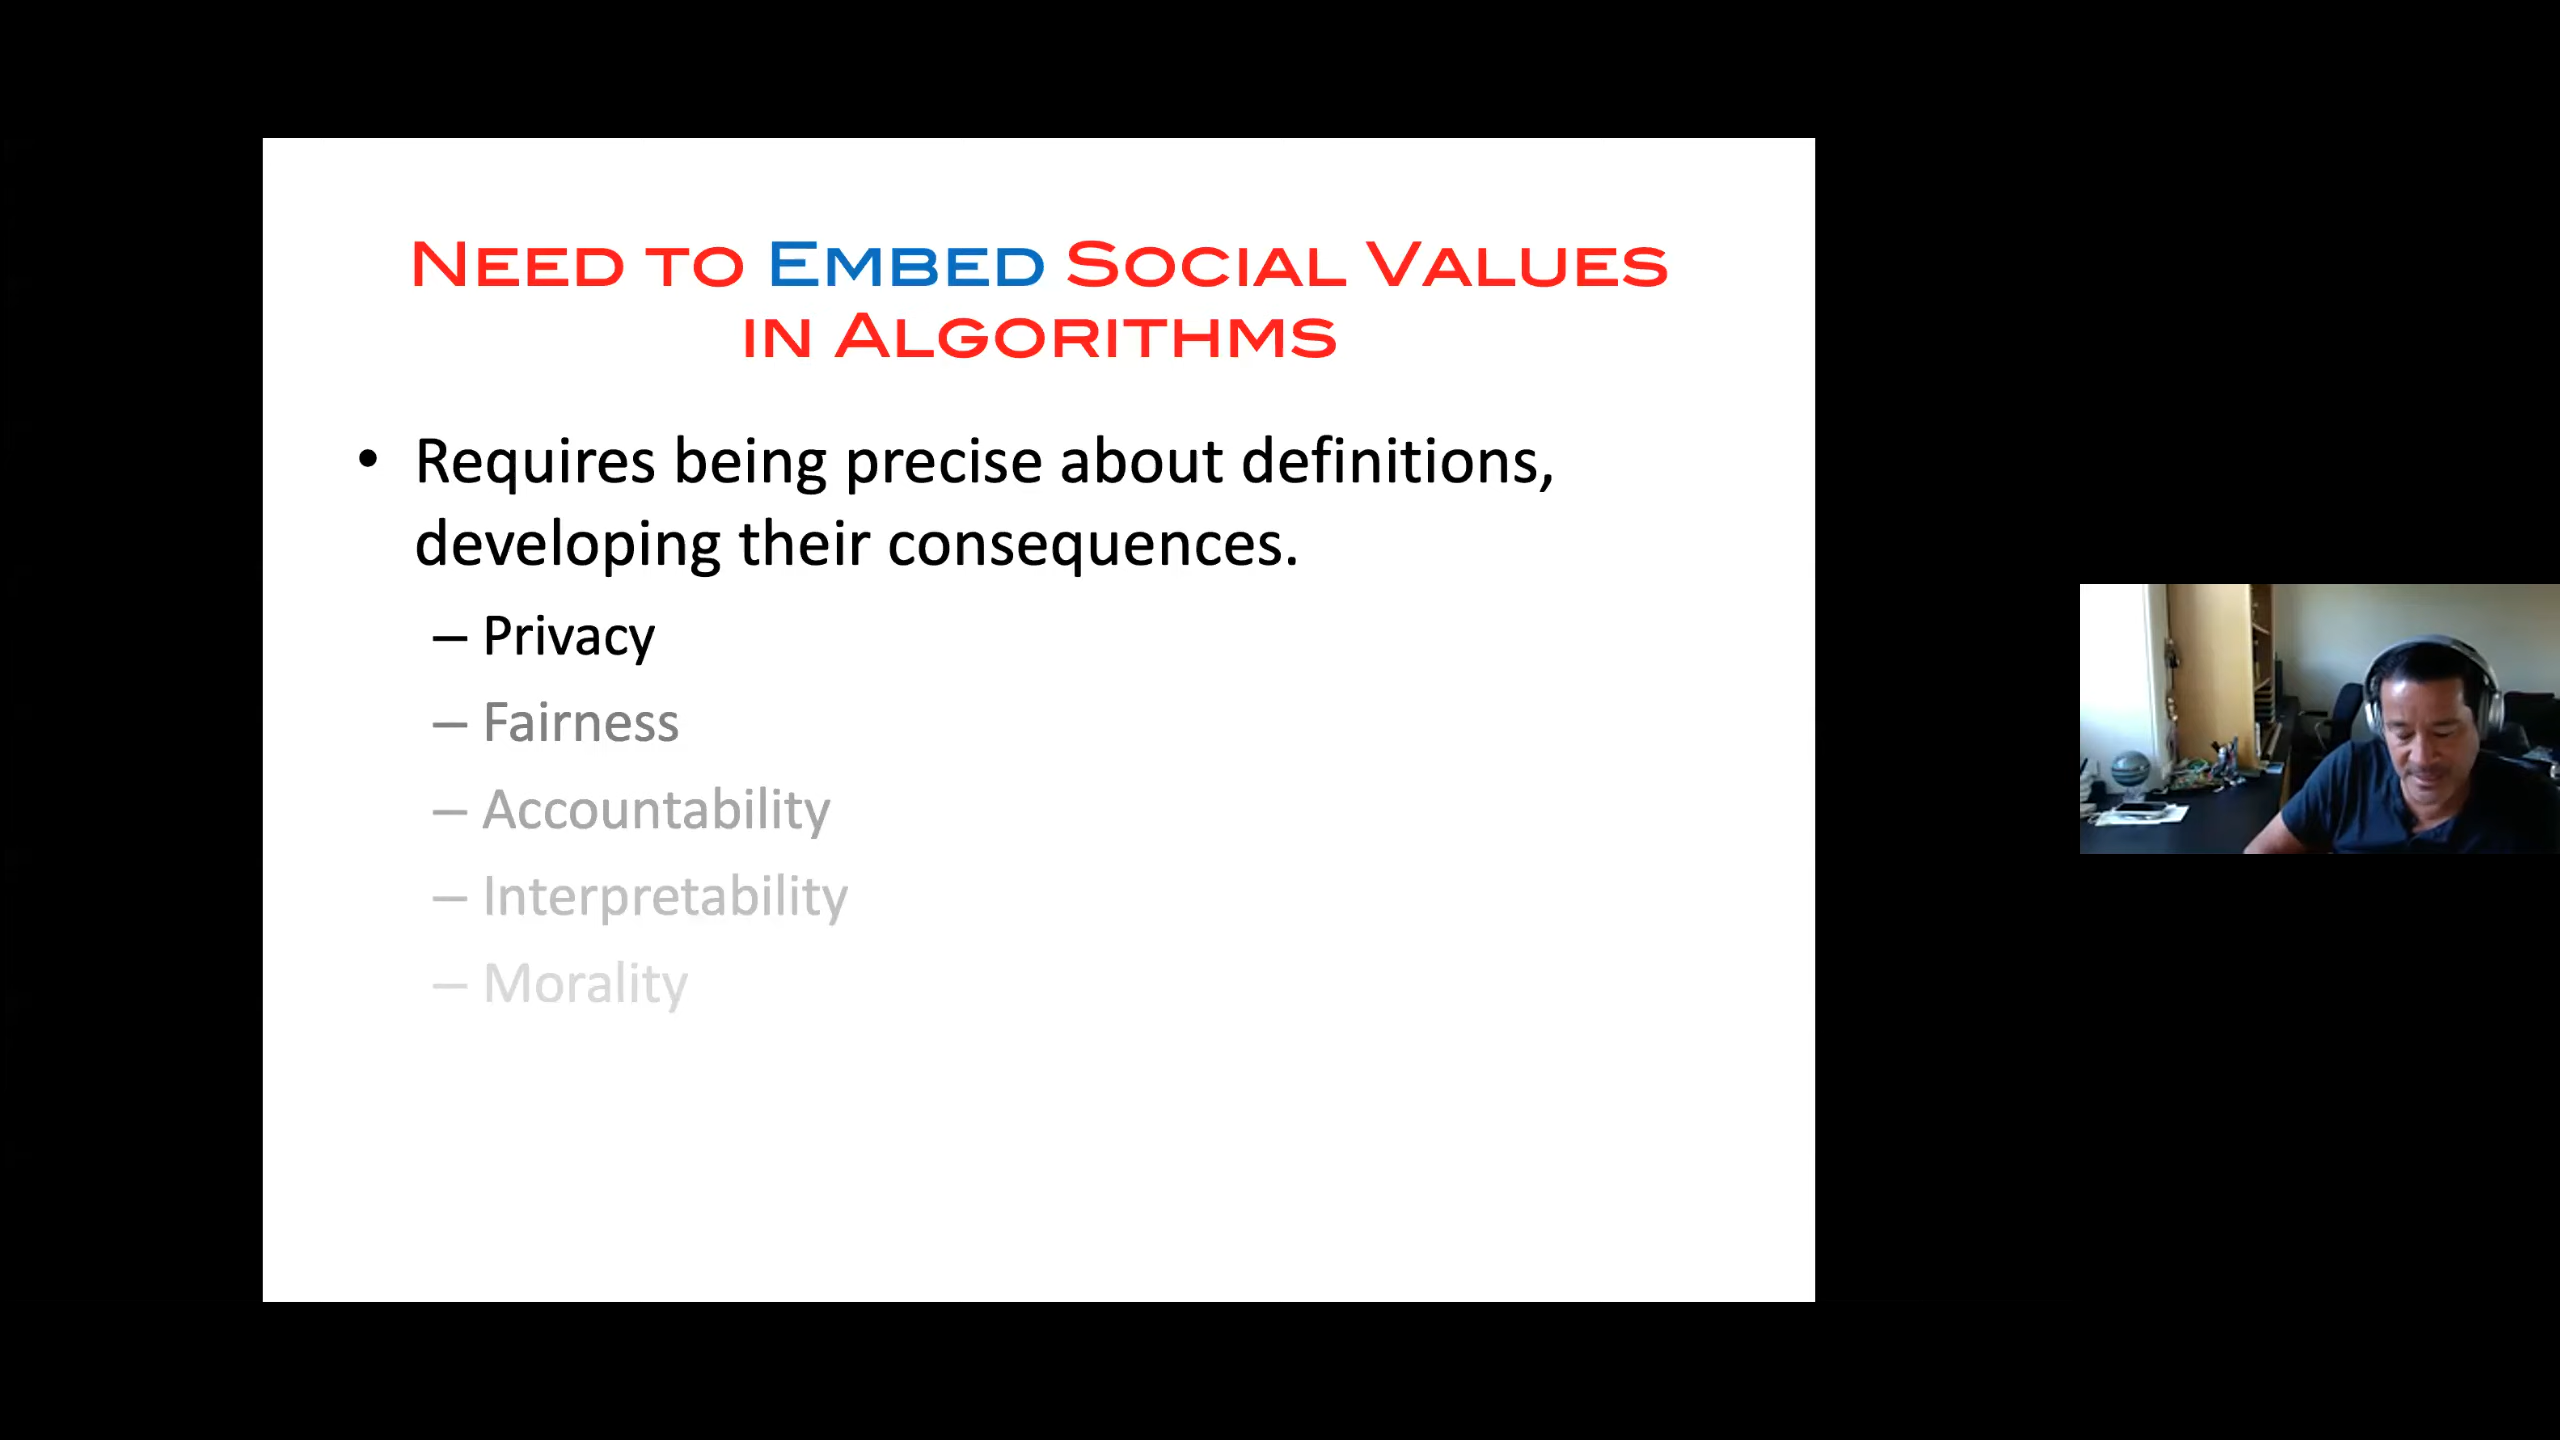 Need to Embed Social Values
in Algorithms
• Requires being precise about definitions,
developing their consequences.
– Privacy
– Fairness
– Accountability
– Interpretability
– Morality